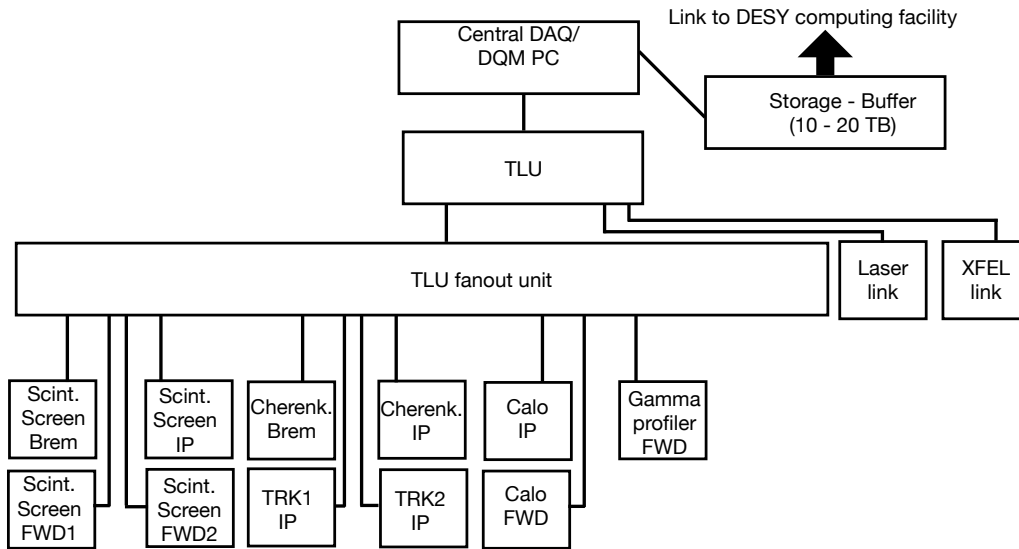 Link to DESY computing facility
Central DAQ/
DQM PC
Storage - Buffer
(10 - 20 TB)
TLU
TLU fanout unit
Laser
link
XFEL
link
Scint.
Screen
Brem
Scint.
Screen
IP
Cherenk.
Brem
Cherenk.
IP
Calo
IP
Gamma
profiler
FWD
Scint.
Screen
FWD1
Scint.
Screen
FWD2
TRK1
IP
TRK2
IP
Calo
FWD